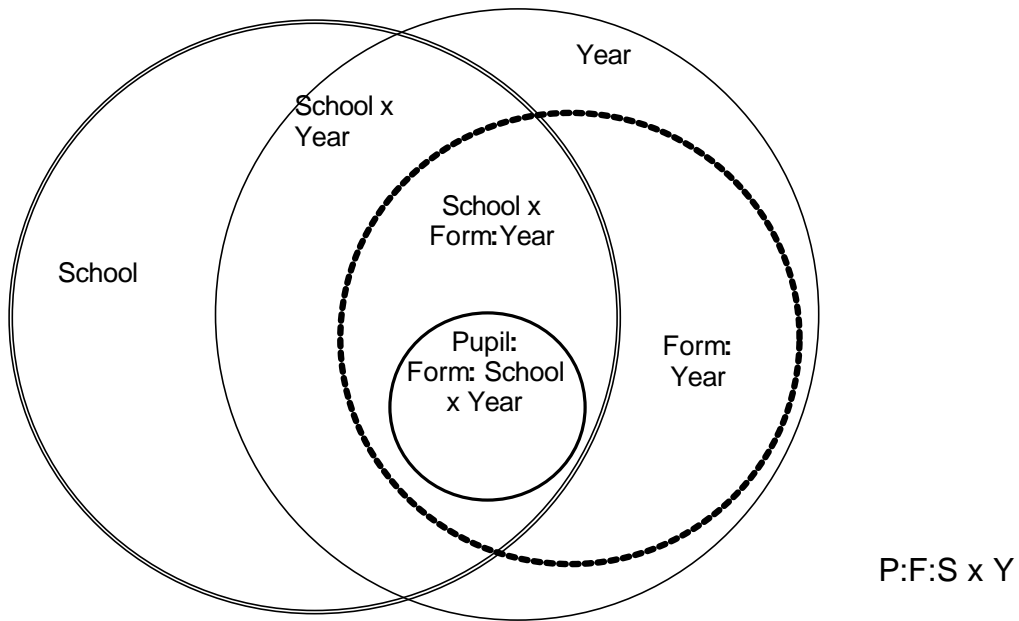 Year
School x
Year
School x
Form:Year
School
Pupil:
Form: School
x Year
Form:
Year
P:F:S x Y